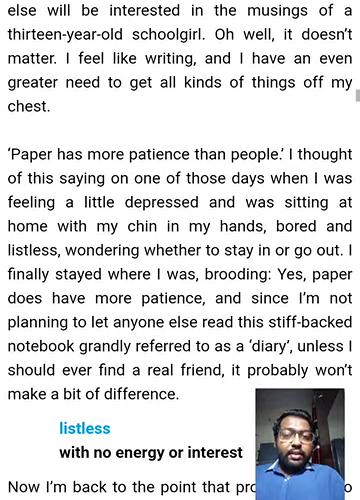 else will be interested in the musings of a
thirteen-year-old schoolgirl. Oh well, it doesn’t
matter. I feel like writing, and I have an even
greater need to get all kinds of things off my
chest.
‘Paper has more patience than people.’ I thought
of this saying on one of those days when I was
feeling a little depressed and was sitting at
home with my chin in my hands, bored and
listless, wondering whether to stay in or go out. I
finally stayed where I was, brooding: Yes, paper
does have more patience, and since I’m not
planning to let anyone else read this stiff-backed
notebook grandly referred to as a ‘diary’, unless I
should ever find a real friend, it probably won’t
make a bit of difference.
listless
with no energy or interest
Now I’m back to the point that